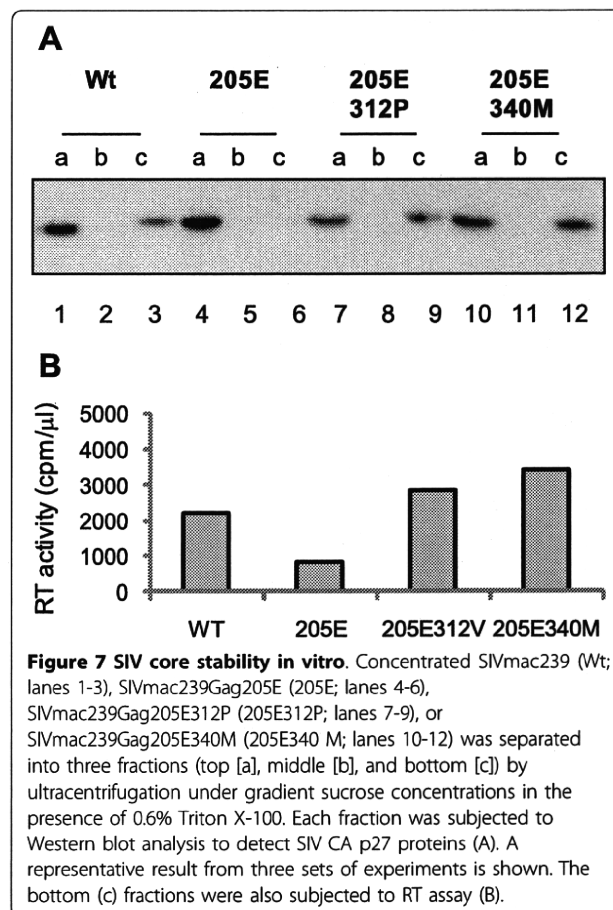 A
Wt 205E 205E 205E
312P 340M
a b c a b c a b c a b c
1 2 3 4 5 6 7 8 9 10 11 12
B
RT activity (cpm/µl)
5000
4000
3000
2000
1000
0
WT 205E 205E312V 205E340M
Figure 7 SIV core stability in vitro. Concentrated SIVmac239 (Wt;
lanes 1-3), SIVmac239Gag205E (205E; lanes 4-6),
SIVmac239Gag205E312P (205E312P; lanes 7-9), or
SIVmac239Gag205E340M (205E340 M; lanes 10-12) was separated
into three fractions (top [a], middle [b], and bottom [c]) by
ultracentrifugation under gradient sucrose concentrations in the
presence of 0.6% Triton X-100. Each fraction was subjected to
Western blot analysis to detect SIV CA p27 proteins (A). A
representative result from three sets of experiments is shown. The
bottom (c) fractions were also subjected to RT assay (B).